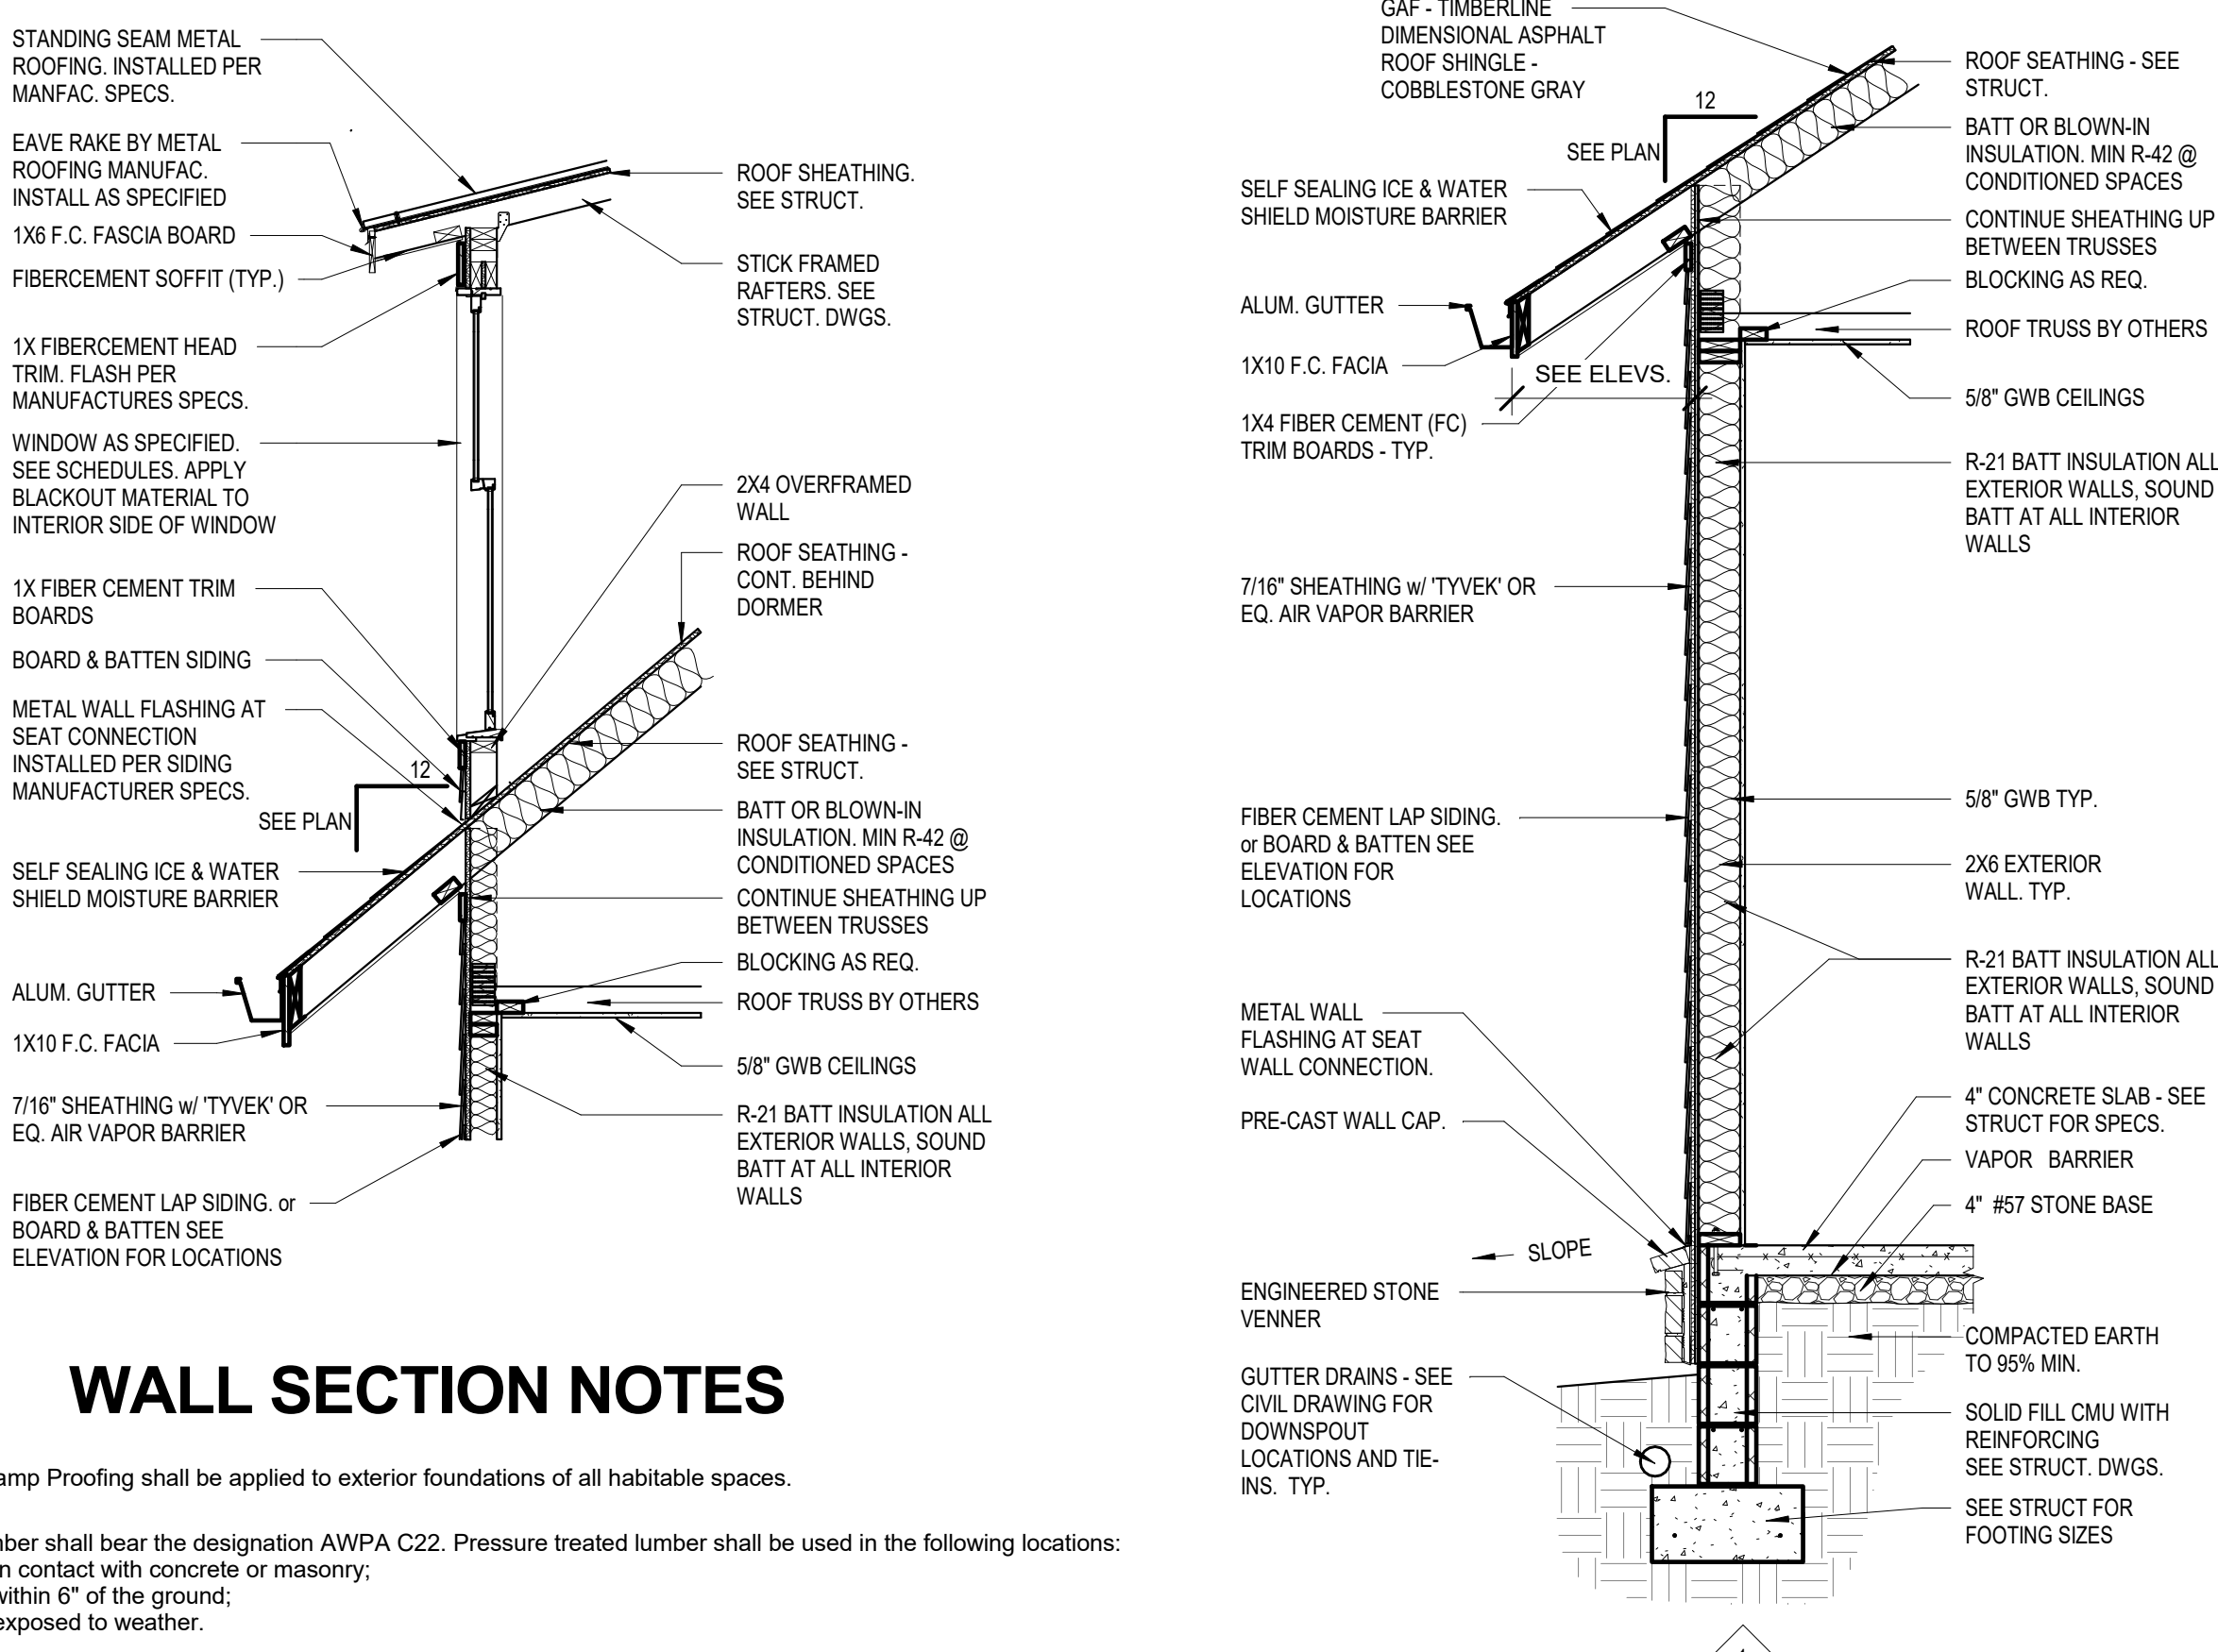 STANDING SEAM METAL
ROOFING. INSTALLED PER
MANFAC. SPECS.
EAVE RAKE BY METAL
ROOFING MANUFAC.
INSTALL AS SPECIFIED
1X6 F.C. FASCIA BOARD
FIBERCEMENT SOFFIT (TYP.)
1X FIBERCEMENT HEAD
TRIM. FLASH PER
MANUFACTURES SPECS.
WINDOW AS SPECIFIED.
SEE SCHEDULES. APPLY
BLACKOUT MATERIAL TO
INTERIOR SIDE OF WINDOW
1X FIBER CEMENT TRIM
BOARDS
BOARD & BATTEN SIDING
METAL WALL FLASHING AT
SEAT CONNECTION
INSTALLED PER SIDING
MANUFACTURER SPECS.
12
SEE PLAN
SELF SEALING ICE & WATER
SHIELD MOISTURE BARRIER
ALUM. GUTTER
1X10 F.C. FACIA
7/16" SHEATHING w/ 'TYVEK' OR
EQ. AIR VAPOR BARRIER
FIBER CEMENT LAP SIDING. or
BOARD & BATTEN SEE
ELEVATION FOR LOCATIONS
ROOF SHEATHING.
SEE STRUCT.
STICK FRAMED
RAFTERS. SEE
STRUCT. DWGS.
2X4 OVERFRAMED
WALL
ROOF SEATHING -
CONT. BEHIND
DORMER
ROOF SEATHING -
SEE STRUCT.
BATT OR BLOWN-IN
INSULATION. MIN R-42 @
CONDITIONED SPACES
CONTINUE SHEATHING UP
BETWEEN TRUSSES
BLOCKING AS REQ.
ROOF TRUSS BY OTHERS
5/8" GWB CEILINGS
R-21 BATT INSULATION ALL
EXTERIOR WALLS, SOUND
BATT AT ALL INTERIOR
WALLS
WALL SECTION NOTES
amp Proofing shall be applied to exterior foundations of all habitable spaces.
nber shall bear the designation AWPA C22. Pressure treated lumber shall be used in the following locations:
n contact with concrete or masonry;
within 6" of the ground;
exposed to weather.
GAF - TIMBERLINE
DIMENSIONAL ASPHALT
ROOF SHINGLE -
COBBLESTONE GRAY
12
SEE PLAN
SELF SEALING ICE & WATER
SHIELD MOISTURE BARRIER
ALUM. GUTTER
1X10 F.C. FACIA
SEE ELEVS.
1X4 FIBER CEMENT (FC)
TRIM BOARDS - TYP.
7/16" SHEATHING w/ 'TYVEK' OR
EQ. AIR VAPOR BARRIER
FIBER CEMENT LAP SIDING.
or BOARD & BATTEN SEE
ELEVATION FOR
LOCATIONS
METAL WALL
FLASHING AT SEAT
WALL CONNECTION.
PRE-CAST WALL CAP.
SLOPE
ENGINEERED STONE
VENNER
GUTTER DRAINS - SEE
CIVIL DRAWING FOR
DOWNSPOUT
LOCATIONS AND TIE-
INS. TYP.
ROOF SEATHING - SEE
STRUCT.
BATT OR BLOWN-IN
INSULATION. MIN R-42 @
CONDITIONED SPACES
CONTINUE SHEATHING UP
BETWEEN TRUSSES
BLOCKING AS REQ.
ROOF TRUSS BY OTHERS
5/8" GWB CEILINGS
R-21 BATT INSULATION ALL
EXTERIOR WALLS, SOUND
BATT AT ALL INTERIOR
WALLS
5/8" GWB TYP.
2X6 EXTERIOR
WALL. TYP.
R-21 BATT INSULATION ALL
EXTERIOR WALLS, SOUND
BATT AT ALL INTERIOR
WALLS
4" CONCRETE SLAB - SEE
STRUCT FOR SPECS.
VAPOR BARRIER
4" #57 STONE BASE
COMPACTED EARTH
TO 95% MIN.
SOLID FILL CMU WITH
REINFORCING
SEE STRUCT. DWGS.
SEE STRUCT FOR
FOOTING SIZES